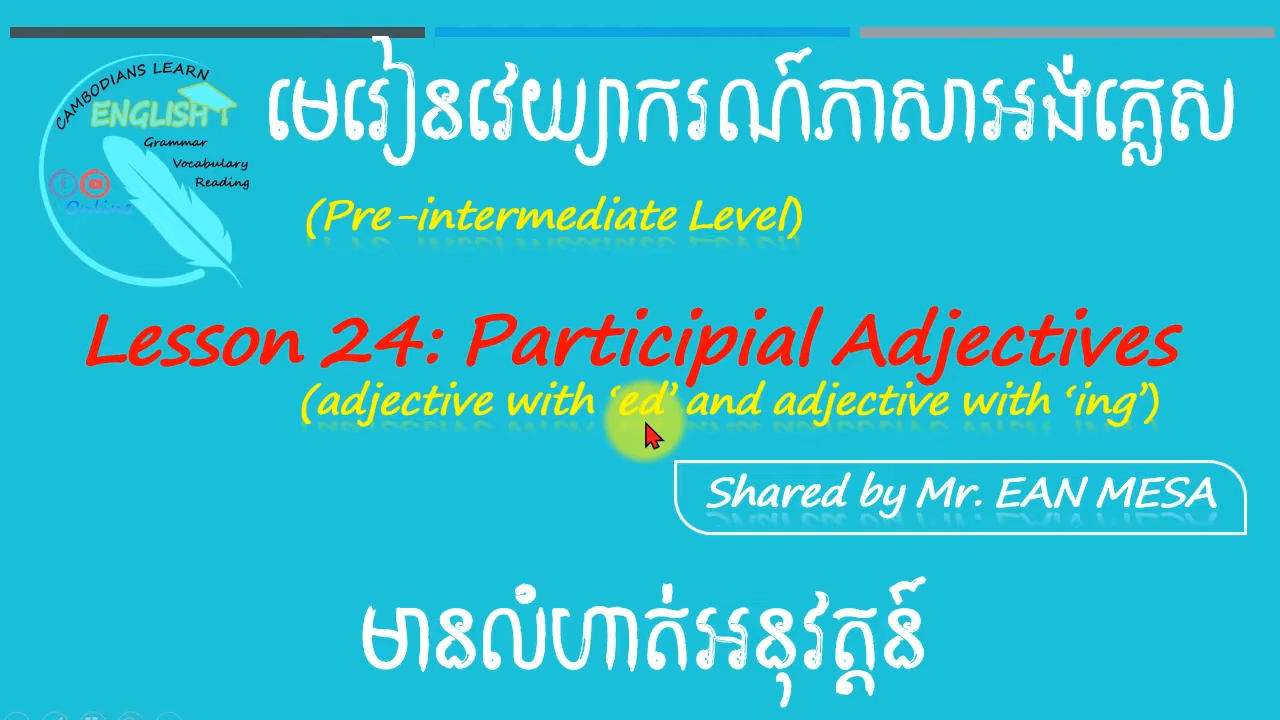 CAMBODIANS LEARN
ENGLISH
Grammar
Vocabulary
Reading
Online
មេរៀនវេយ្យាករណ៍ភាសាអង់គ្លេស
(Pre-intermediate Level)
Lesson 24: Participial Adjectives
(adjective with ‘ed’ and adjective with ‘ing’)
Shared by Mr. EAN MESA
មានលំហាត់អនុវត្តន៍